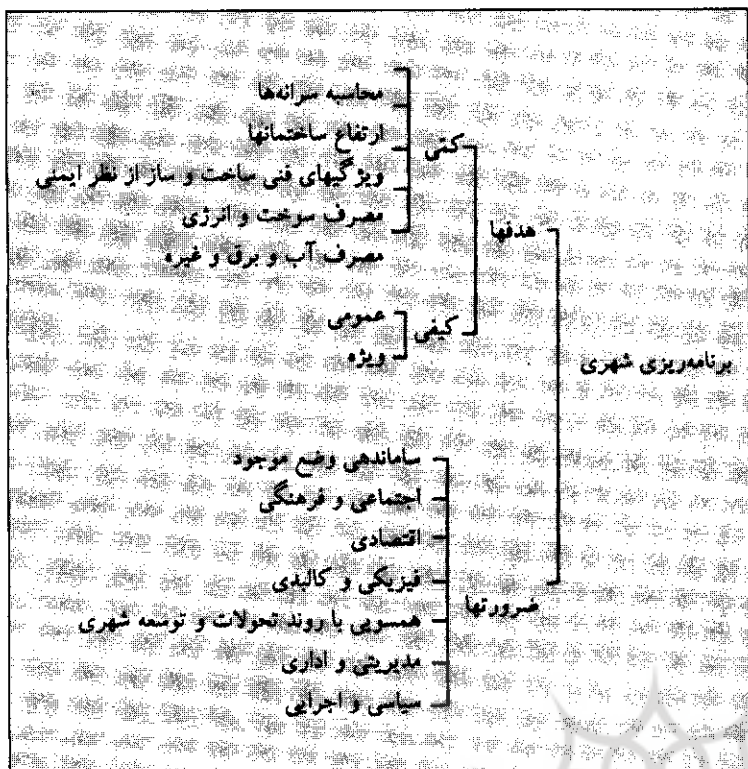 محاسبه سرانه‌ها
ارتفاع ساختمانها
کمّی
ویژگیهای فنی ساخت و ساز از نظر ایمنی
مصرف سوخت و انرژی
هدفها
مصرف آب و برق و غیره
عمومی
کیفی
ویژه
برنامه‌ریزی شهری
ساماندهی وضع موجود
اجتماعی و فرهنگی
اقتصادی
فیزیکی و کالبدی
ضرورتها
همسویی با روند تحولات و توسعه شهری
مدیریتی و اداری
سیاسی و اجرایی